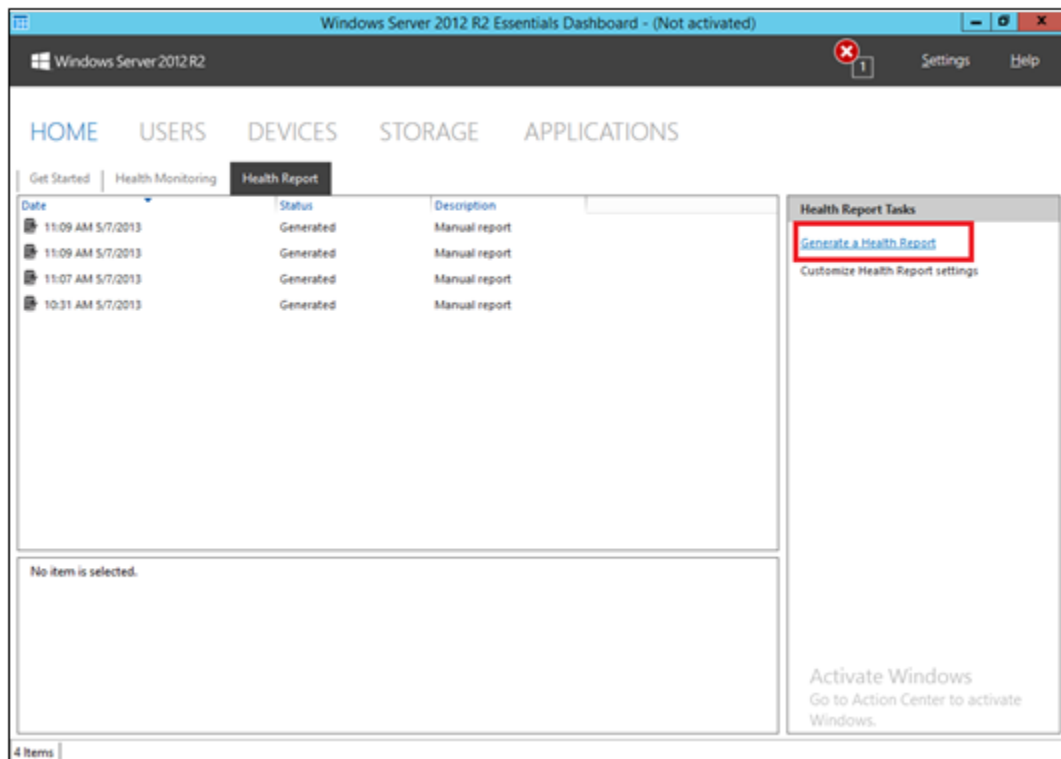 Windows Server 2012 R2 Essentials Dashboard - (Not activated)
Windows Server 2012 R2
1
Settings
Help
HOME USERS DEVICES STORAGE APPLICATIONS
Get Started Health Monitoring Health Report
Date Status Description
11:09 AM 5/7/2013 Generated Manual report
11:09 AM 5/7/2013 Generated Manual report
11:07 AM 5/7/2013 Generated Manual report
10:31 AM 5/7/2013 Generated Manual report
Health Report Tasks
Generate a Health Report
Customize Health Report settings
No item is selected.
Activate Windows
Go to Action Center to activate
Windows.
4 Items